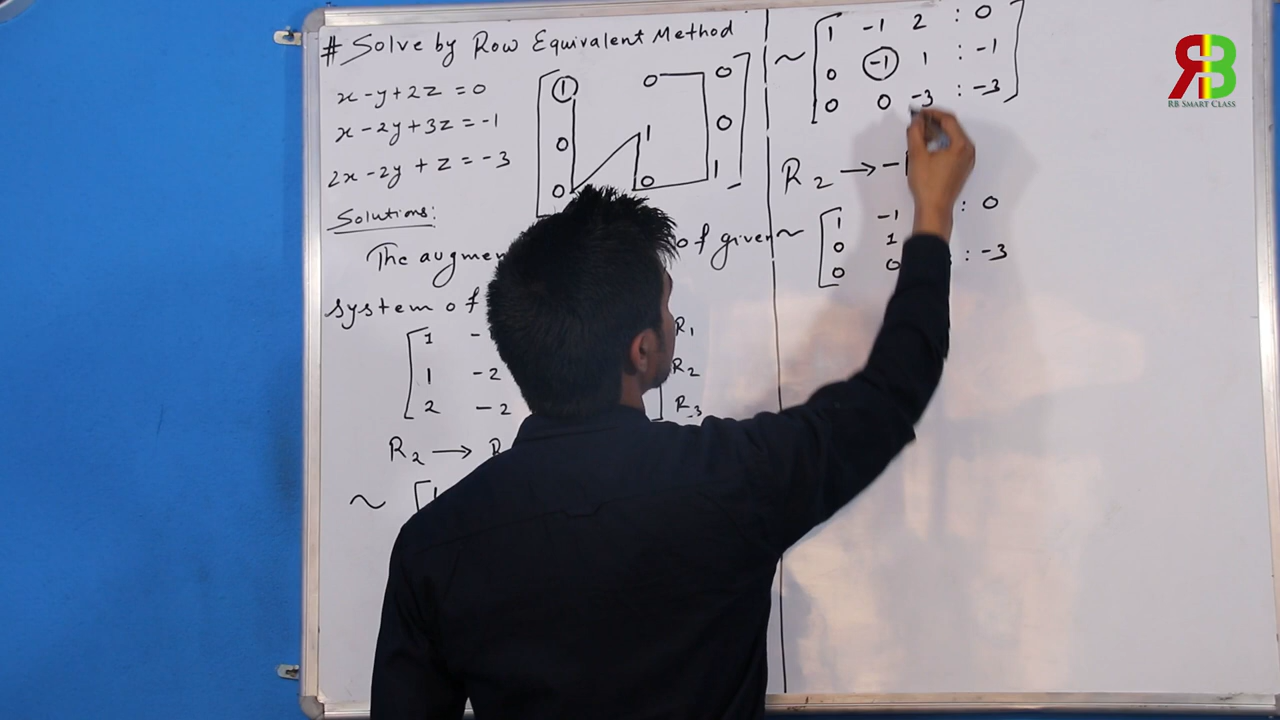 # Solve by Row Equivalent Method
x - y + 2z = 0
x - 2y + 3z = -1
2x - 2y + z = -3
1 0 0
0 1 0
0 0 1
Solutions:
The augmen of given
system of
1 - R1
1 -2 R2
2 -2 R3
R2 → R
~ [1
~ 1 -1 2 : 0
0 -1 1 : -1
0 0 -3 : -3
R2 → -1
~ 1 -1 : 0
0 1
0 0 : -3
RB
RB SMART CLASS